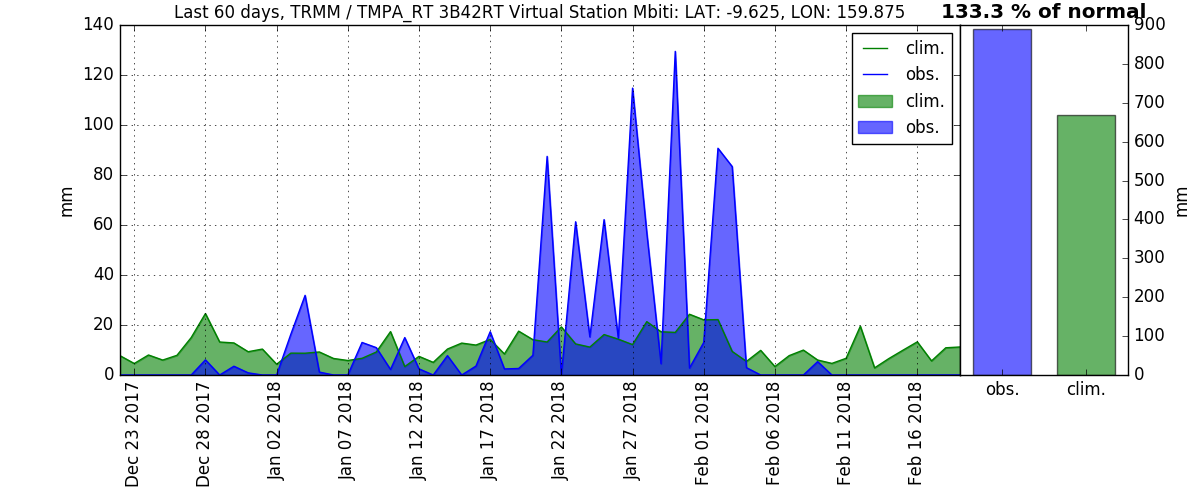 Last 60 days, TRMM / TMPA_RT 3B42RT Virtual Station Mbiti: LAT: -9.625, LON: 159.875
133.3 % of normal
140
120
100
80
60
40
20
0
mm
clim.
obs.
clim.
obs.
900
800
700
600
500
400
300
200
100
0
mm
obs.
clim.
Dec 23 2017
Dec 28 2017
Jan 02 2018
Jan 07 2018
Jan 12 2018
Jan 17 2018
Jan 22 2018
Jan 27 2018
Feb 01 2018
Feb 06 2018
Feb 11 2018
Feb 16 2018